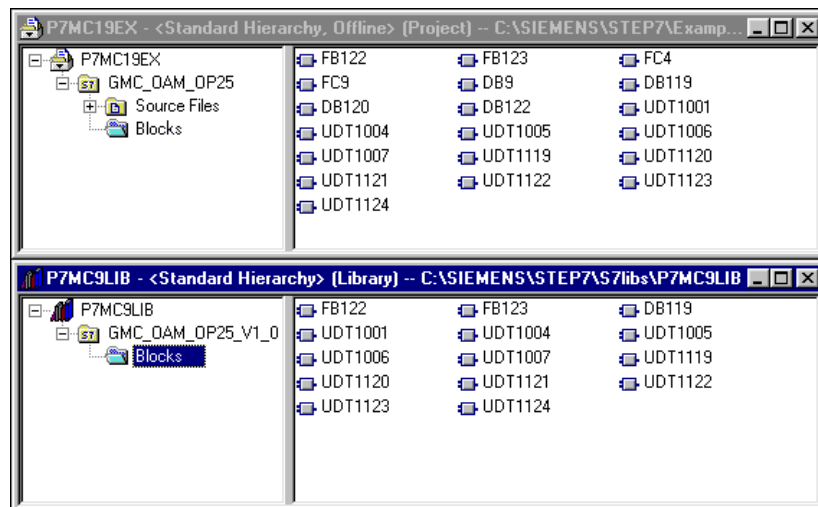 P7MC19EX - <Standard Hierarchy, Offline> (Project) -- C:\SIEMENS\STEP7\Examp...
P7MC19EX
GMC_OAM_OP25
S7
Source Files
Blocks
FB122 FB123 FC4
FC9 DB9 DB119
DB120 DB122 UDT1001
UDT1004 UDT1005 UDT1006
UDT1007 UDT1119 UDT1120
UDT1121 UDT1122 UDT1123
UDT1124
P7MC9LIB - <Standard Hierarchy> (Library) -- C:\SIEMENS\STEP7\S7libs\P7MC9LIB
P7MC9LIB
GMC_OAM_OP25_V1_0
S7
Blocks
FB122 FB123 DB119
UDT1001 UDT1004 UDT1005
UDT1006 UDT1007 UDT1119
UDT1120 UDT1121 UDT1122
UDT1123 UDT1124